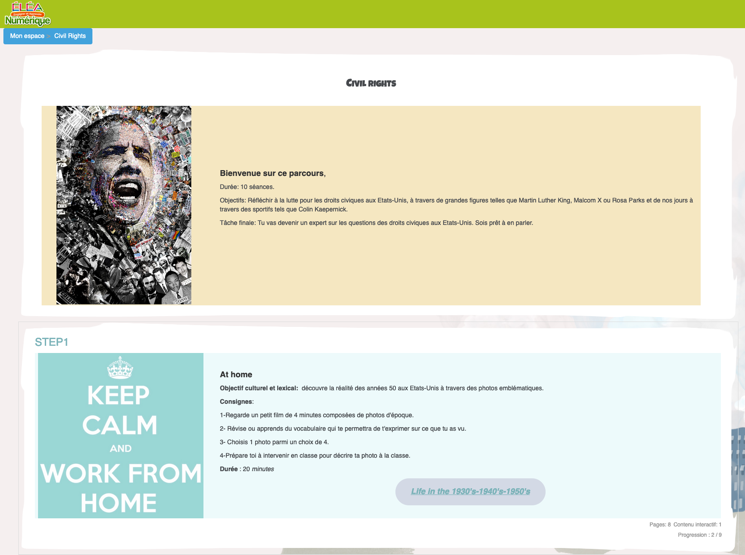 ELEA
Numérique
Mon espace Civil Rights
CIVIL RIGHTS
Bienvenue sur ce parcours,
Durée: 10 séances.
Objectifs: Réfléchir à la lutte pour les droits civiques aux Etats-Unis, à travers de grandes figures telles que Martin Luther King, Malcom X ou Rosa Parks et de nos jours à
travers des sportifs tels que Colin Kaepernick.
Tâche finale: Tu vas devenir un expert sur les questions des droits civiques aux Etats-Unis. Sois prêt à en parler.
STEP1
KEEP
CALM
AND
WORK FROM
HOME
At home
Objectif culturel et lexical: découvre la réalité des années 50 aux Etats-Unis à travers des photos emblématiques.
Consignes:
1-Regarde un petit film de 4 minutes composées de photos d'époque.
2- Révise ou apprends du vocabulaire qui te permettra de t'exprimer sur ce que tu as vu.
3- Choisis 1 photo parmi un choix de 4.
4-Prépare toi à intervenir en classe pour décrire ta photo à la classe.
Durée : 20 minutes
Life in the 1930's-1940's-1950's
Pages: 8 Contenu interactif: 1
Progression : 2 / 9